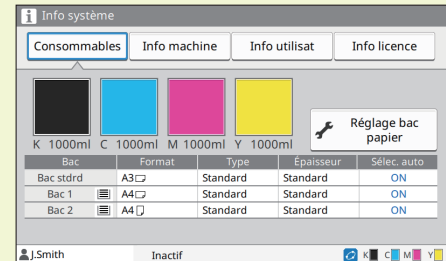 Info système
Consommables Info machine Info utilisat Info licence
K 1000ml C 1000ml M 1000ml Y 1000ml
Réglage bac
papier
Bac Format Type Épaisseur Sélec. auto
Bac stdrd A3 Standard Standard ON
Bac 1 A4 Standard Standard ON
Bac 2 A4 Standard Standard ON
J.Smith Inactif K C M Y